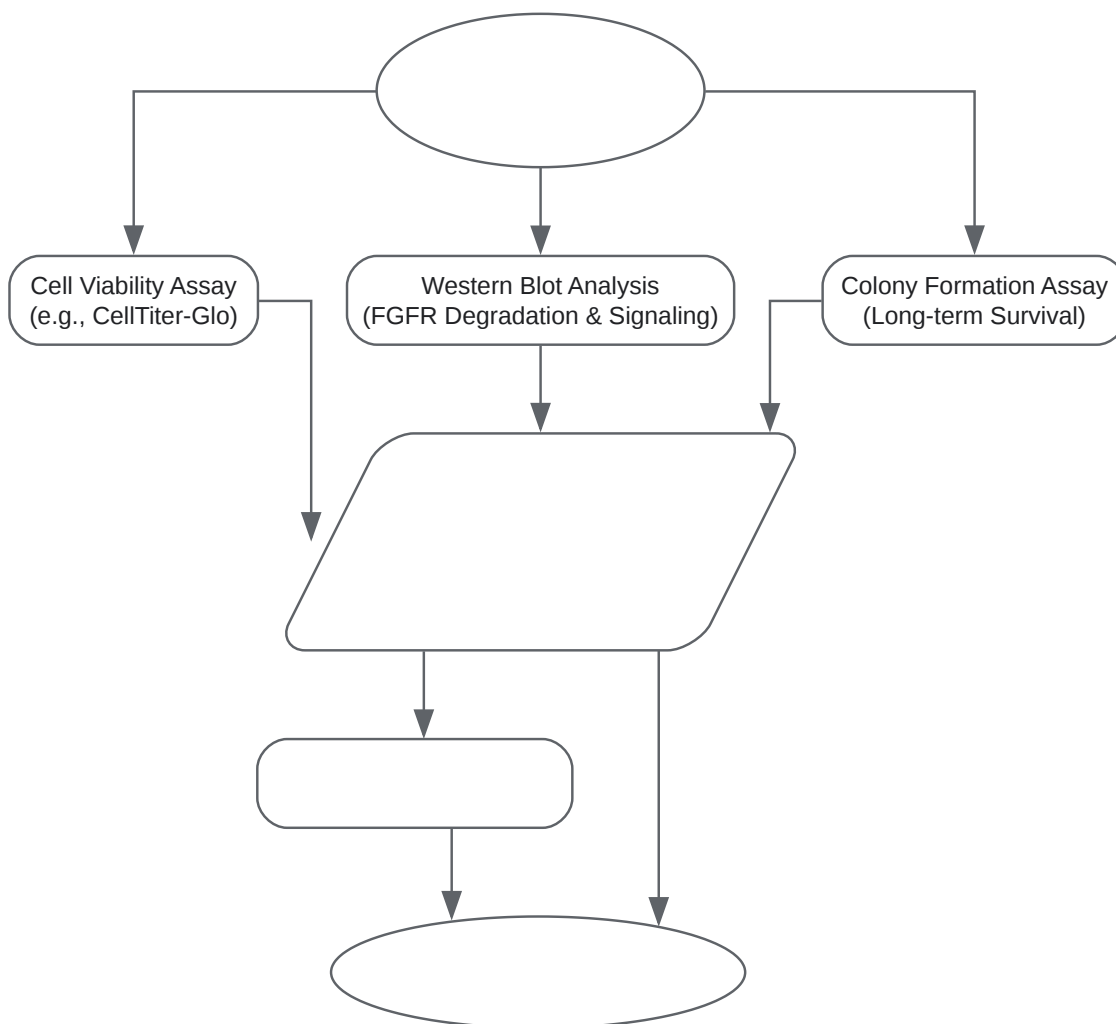 Cell Viability Assay
(e.g., CellTiter-Glo)
Western Blot Analysis
(FGFR Degradation & Signaling)
Colony Formation Assay
(Long-term Survival)